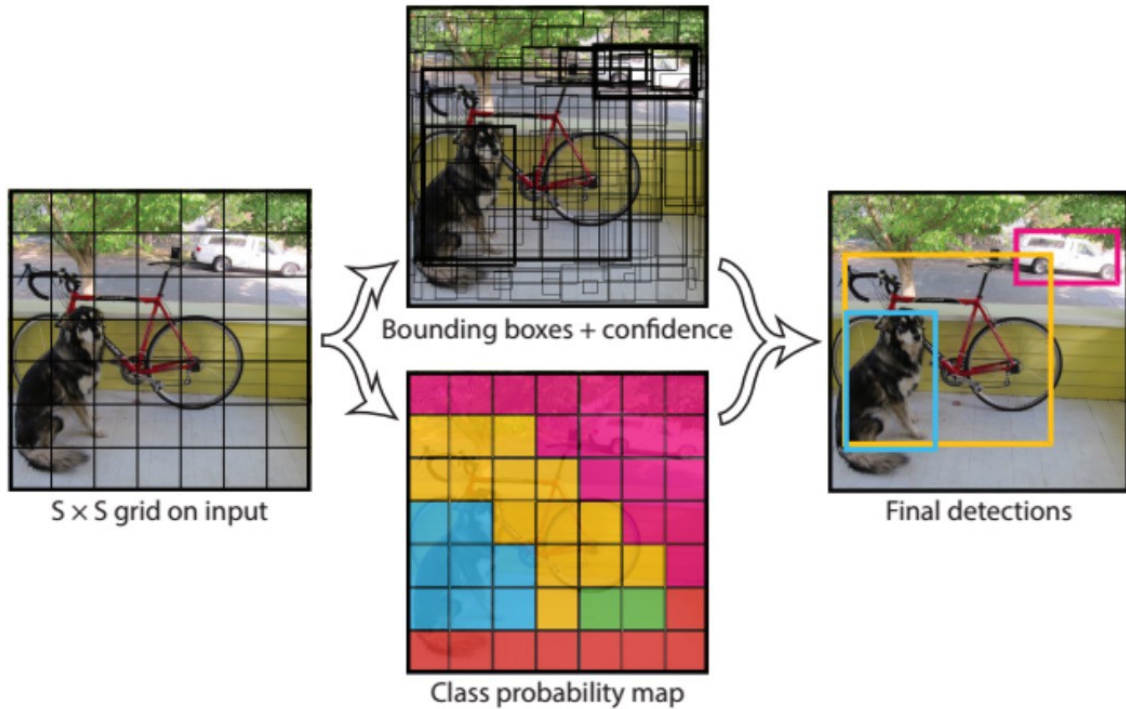 S × S grid on input
Bounding boxes + confidence
Class probability map
Final detections